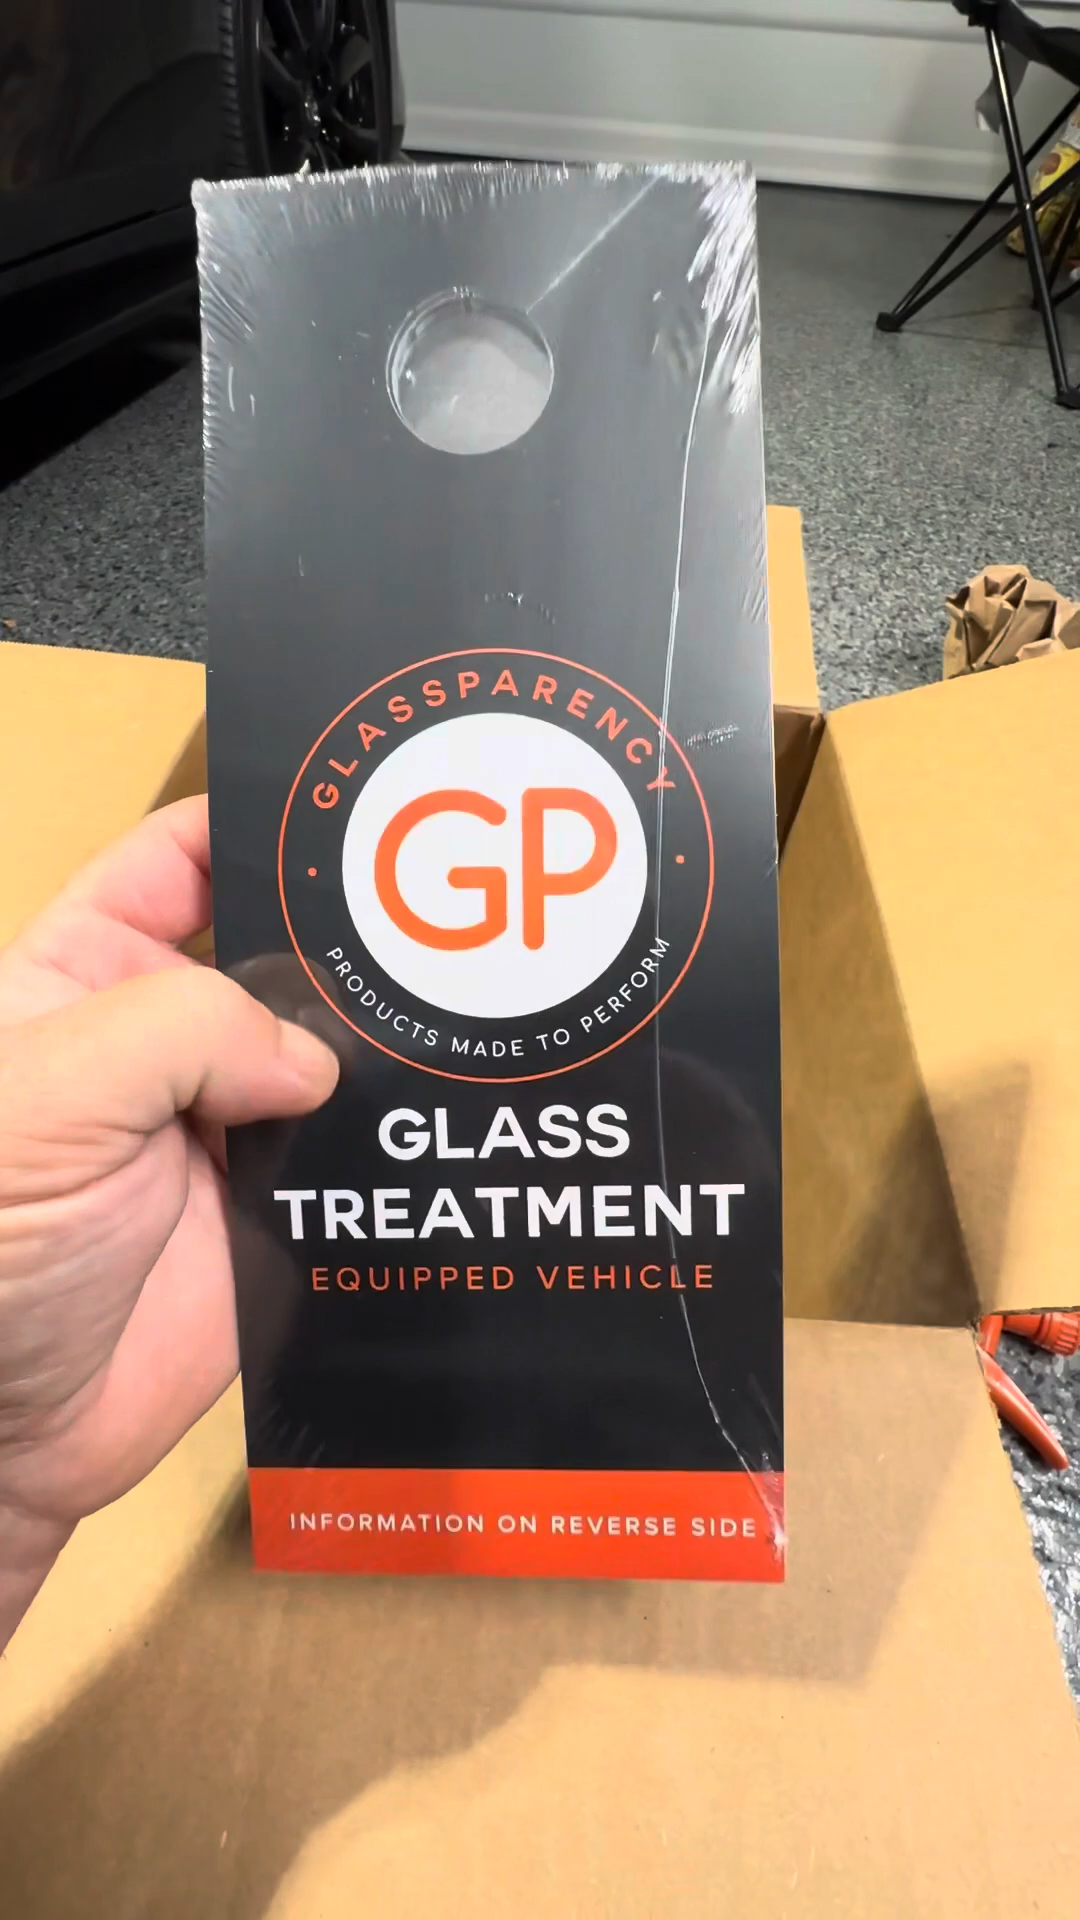 GLASSPARENCY
GP
PRODUCTS MADE TO PERFORM
GLASS
TREATMENT
EQUIPPED VEHICLE
INFORMATION ON REVERSE SIDE